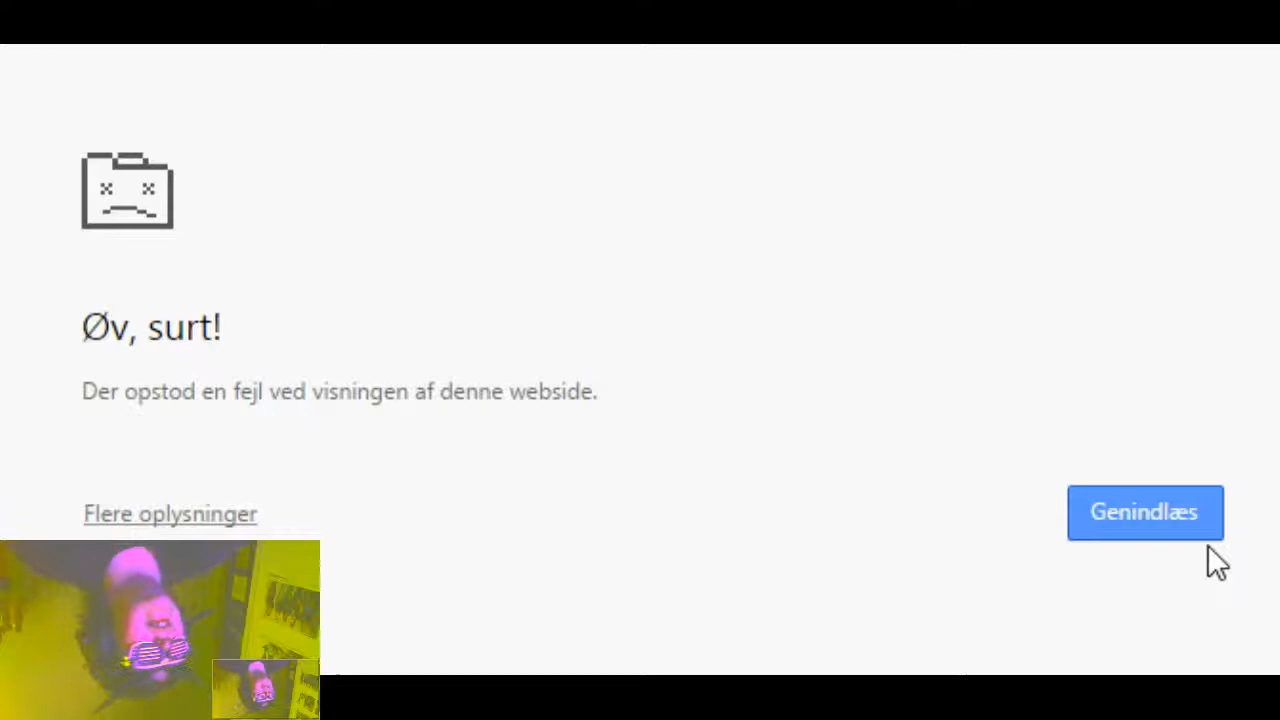 Øv, surt!
Der opstod en fejl ved visningen af denne webside.
Flere oplysninger
Genindlæs